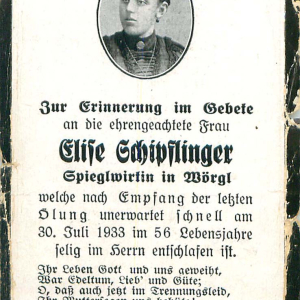 Zur Erinnerung im Gebete
an die ehrengeachtete Frau
Elise Schipflinger
Spieglwirtin in Wörgl
welche nach Empfang der letzten
Ölung unerwartet schnell am
30. Juli 1933 im 56 Lebensjahre
selig im Herrn entschlafen ist.
Ihr Leben Gott und uns geweiht,
War Edeltum, Lieb' und Güte;
O, daß auch jetzt im Trennungsleid,
Ihr